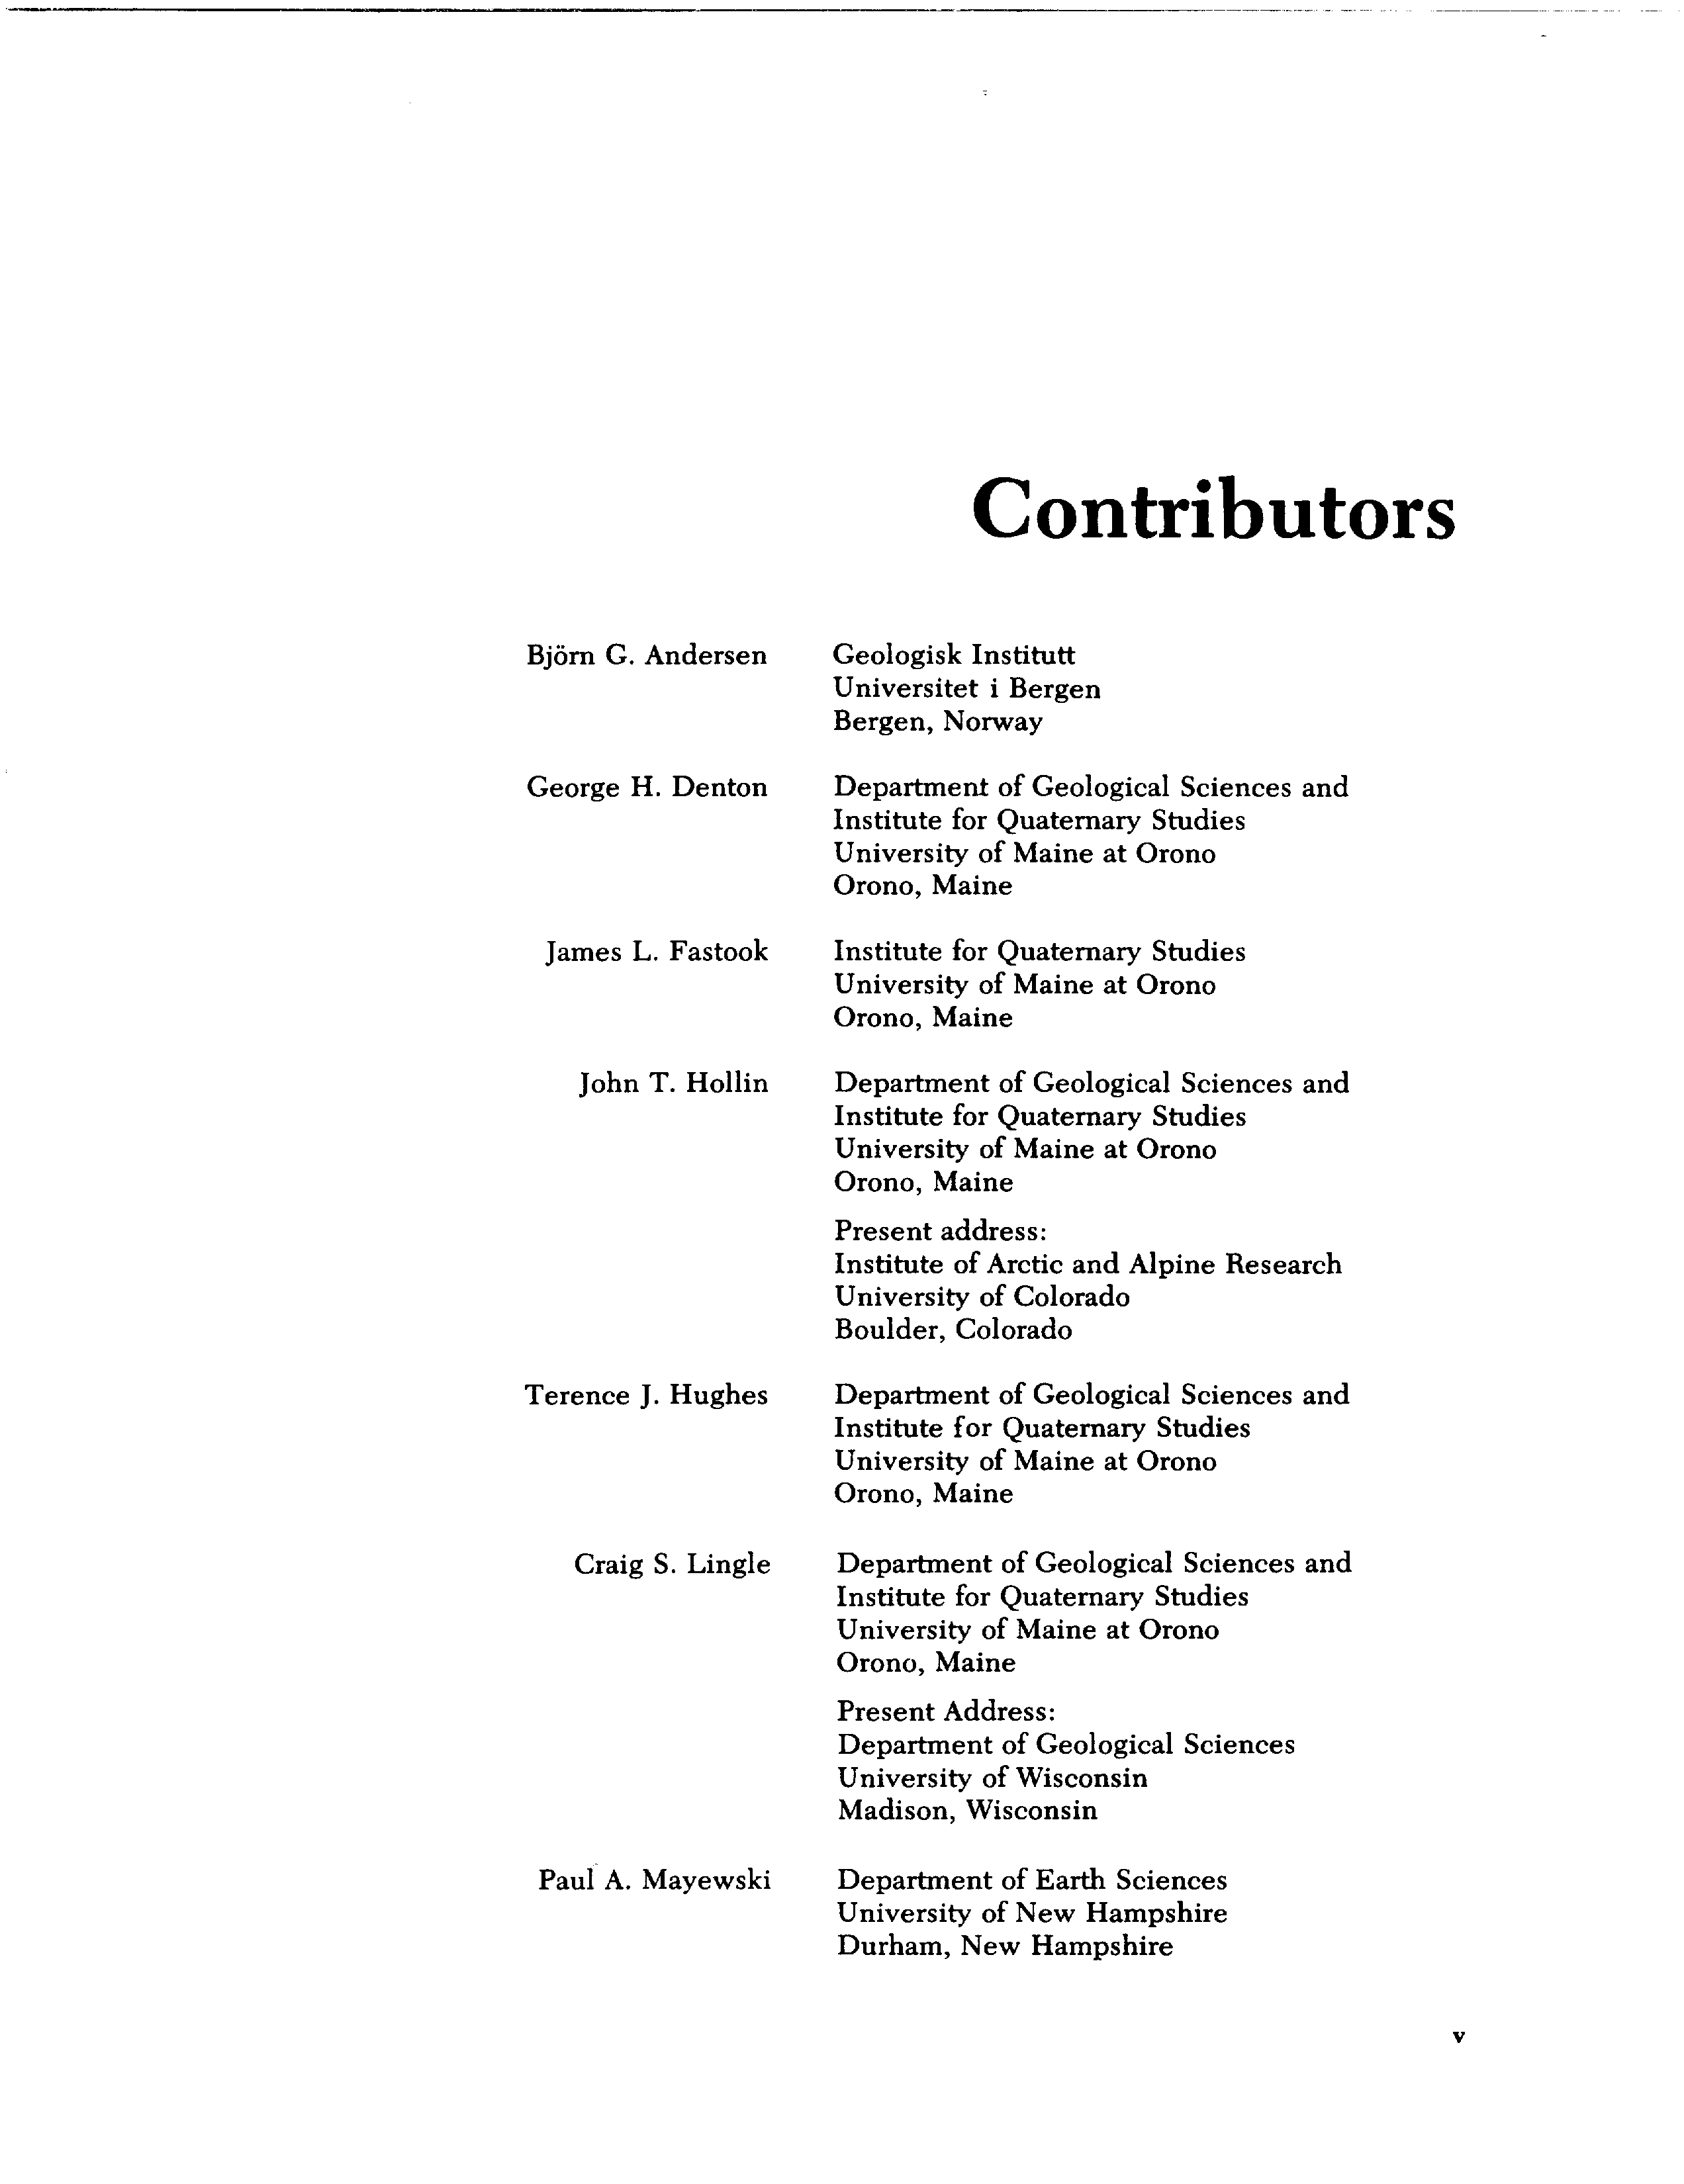 Contributors
Björn G. Andersen
Geologisk Institutt
Universitet i Bergen
Bergen, Norway
George H. Denton
Department of Geological Sciences and
Institute for Quaternary Studies
University of Maine at Orono
Orono, Maine
James L. Fastook
Institute for Quaternary Studies
University of Maine at Orono
Orono, Maine
John T. Hollin
Department of Geological Sciences and
Institute for Quaternary Studies
University of Maine at Orono
Orono, Maine
Present address:
Institute of Arctic and Alpine Research
University of Colorado
Boulder, Colorado
Terence J. Hughes
Department of Geological Sciences and
Institute for Quaternary Studies
University of Maine at Orono
Orono, Maine
Craig S. Lingle
Department of Geological Sciences and
Institute for Quaternary Studies
University of Maine at Orono
Orono, Maine
Present Address:
Department of Geological Sciences
University of Wisconsin
Madison, Wisconsin
Paul A. Mayewski
Department of Earth Sciences
University of New Hampshire
Durham, New Hampshire
v